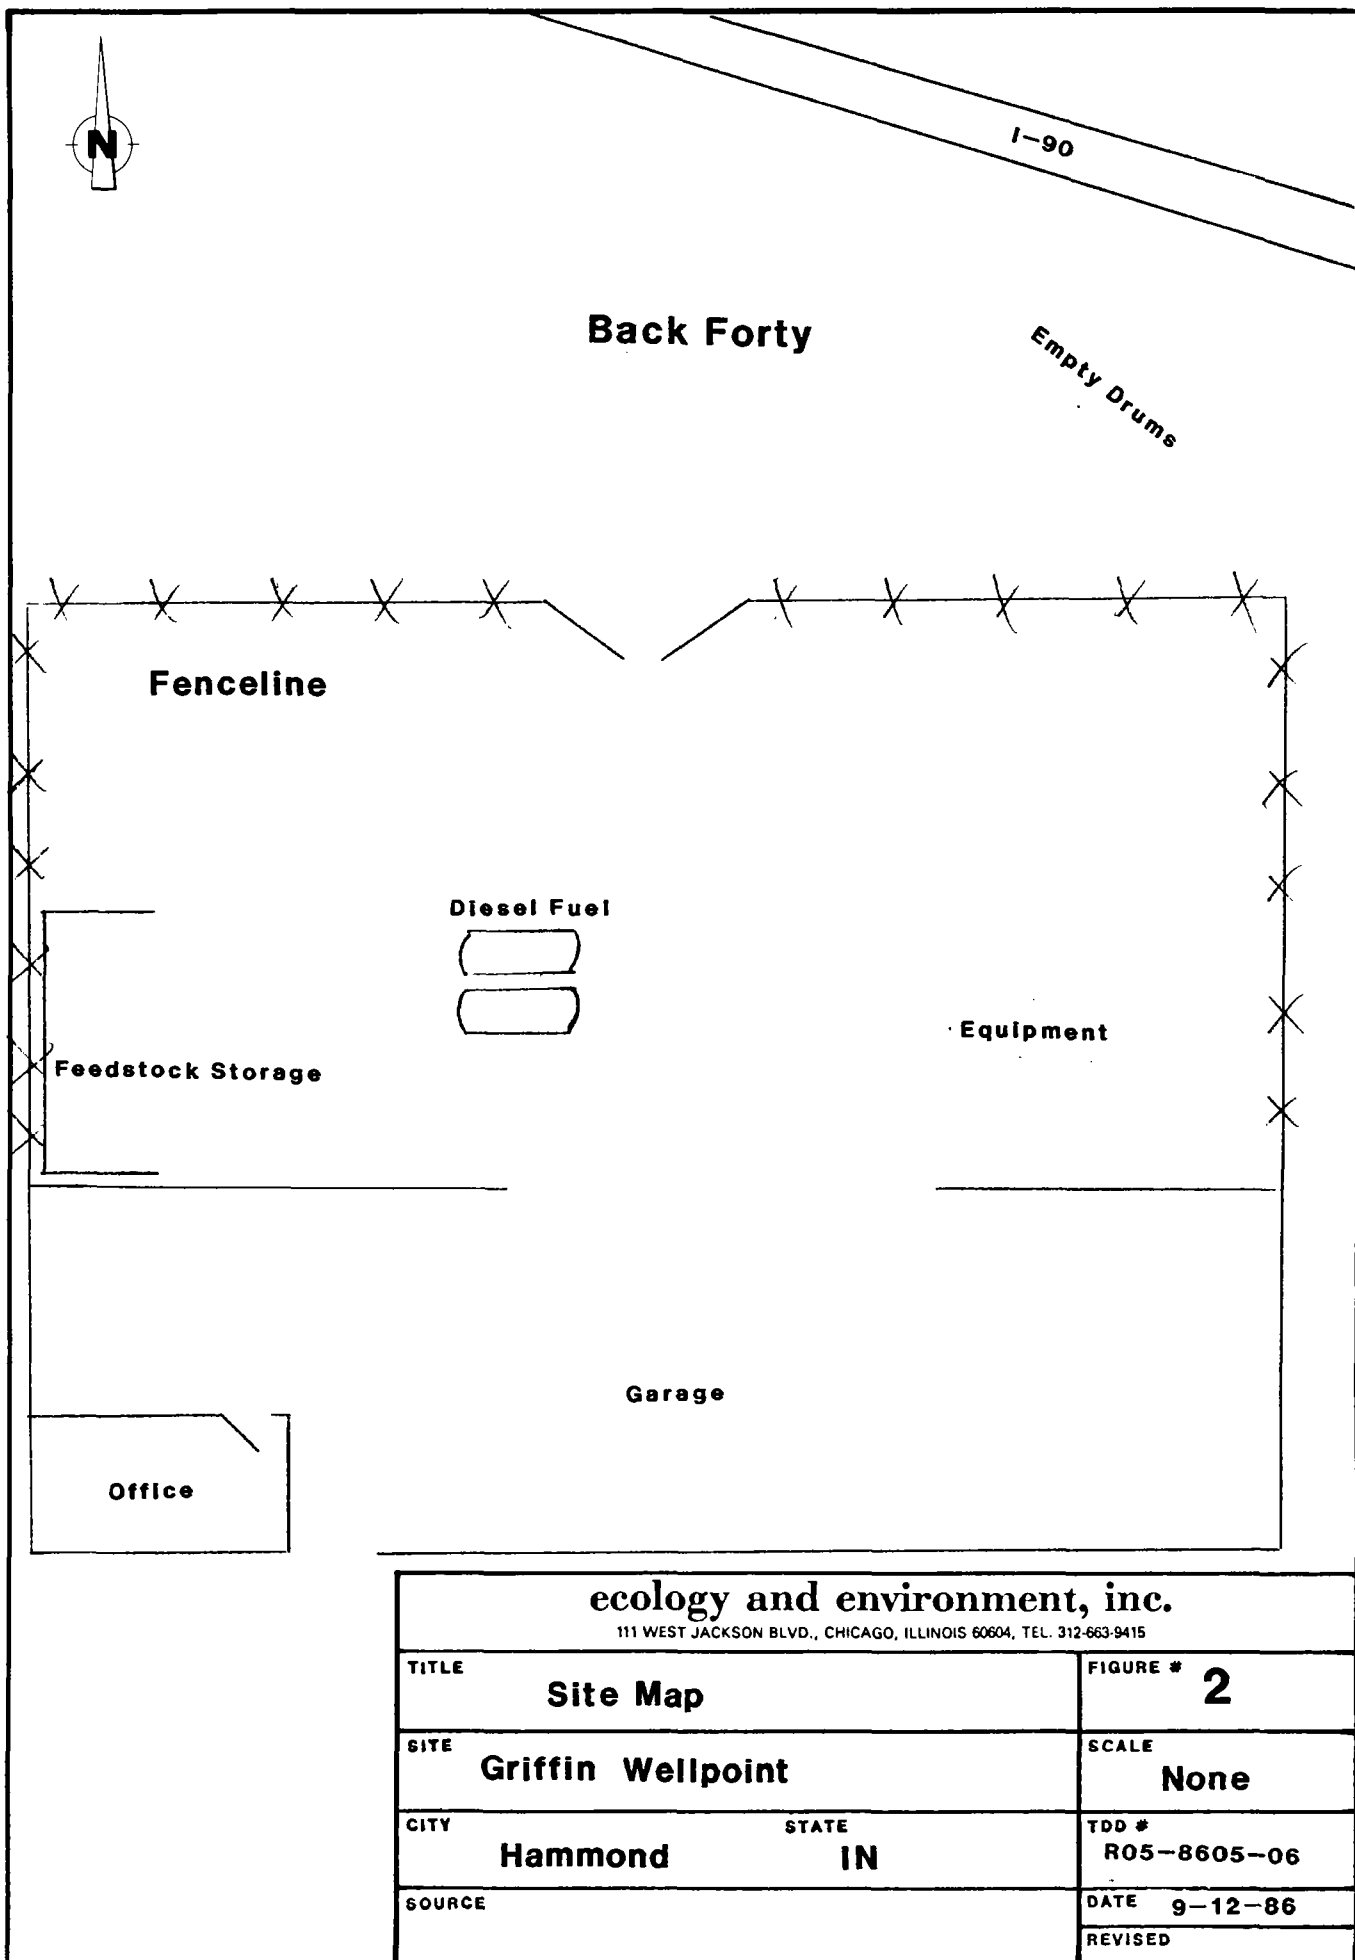 N
I-90
Back Forty
Empty Drums
Fenceline
Diesel Fuel
Equipment
Feedstock Storage
Garage
Office
ecology and environment, inc.
111 WEST JACKSON BLVD., CHICAGO, ILLINOIS 60604, TEL. 312-663-9415
TITLE
Site Map
FIGURE # 2
SITE
Griffin Wellpoint
SCALE
None
CITY
Hammond
STATE
IN
TDD #
R05-8605-06
SOURCE
DATE 9-12-86
REVISED